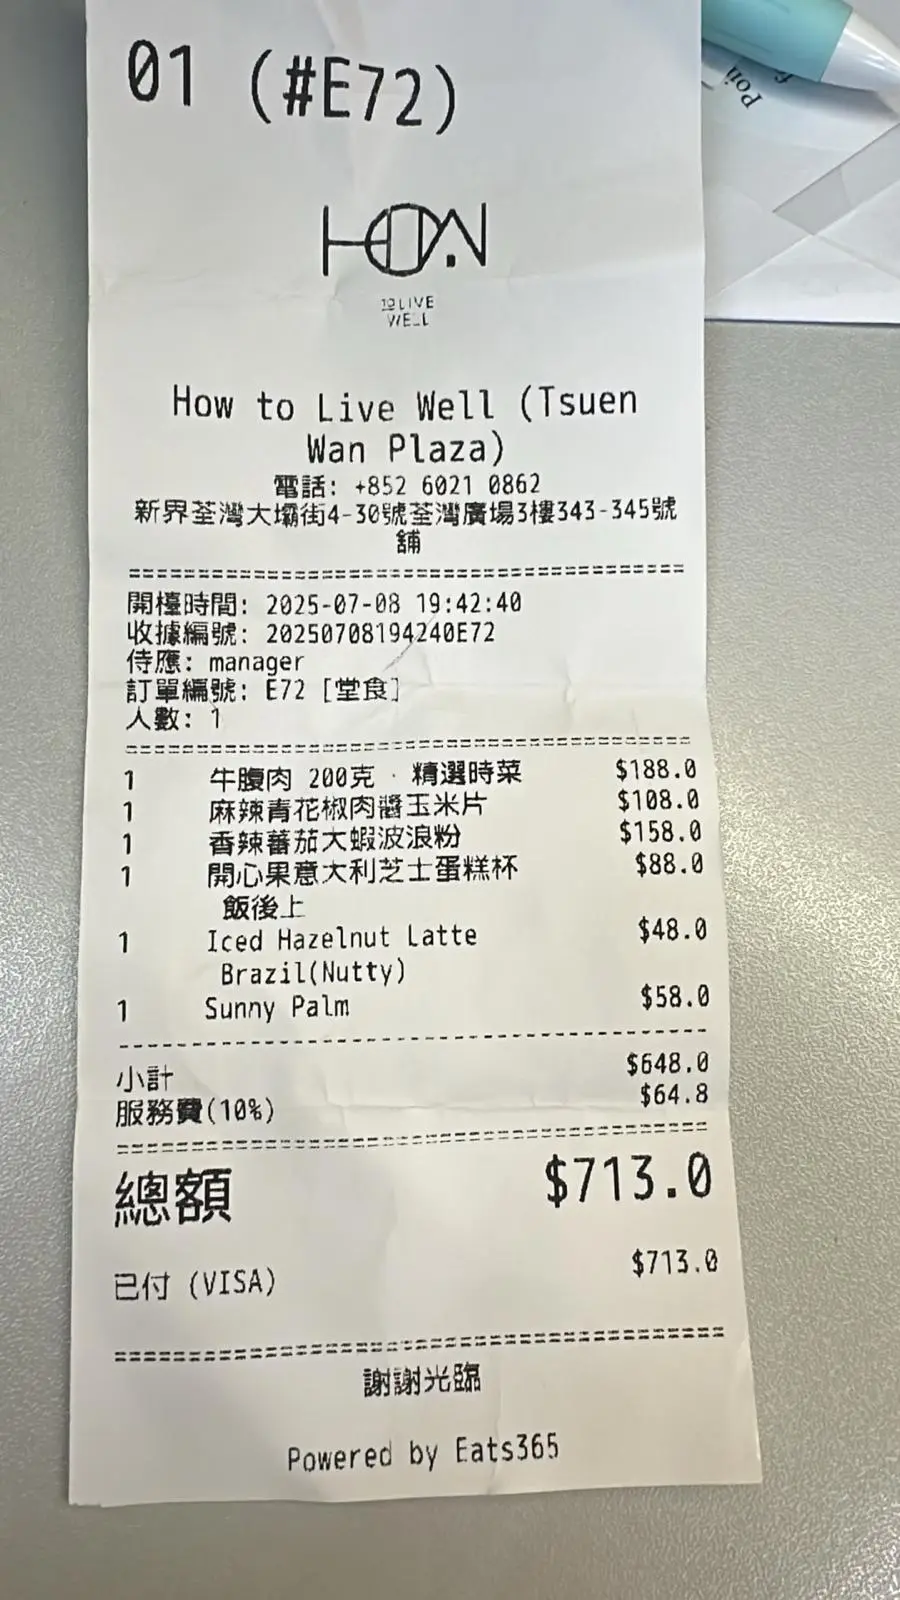 01 (#E72)
HOW
TO LIVE
WELL
How to Live Well (Tsuen
Wan Plaza)
電話: +852 6021 0862
新界荃灣大壩街4-30號荃灣廣場3樓343-345號
舖
開檯時間: 2025-07-08 19:42:40
收據編號: 20250708194240E72
侍應: manager
訂單編號: E72 [堂食]
人數: 1
1 牛腹肉 200克 · 精選時菜 $188.0
1 麻辣青花椒肉醬玉米片 $108.0
1 香辣蕃茄大蝦波浪粉 $158.0
1 開心果意大利芝士蛋糕杯 $88.0
飯後上
1 Iced Hazelnut Latte $48.0
Brazil(Nutty)
1 Sunny Palm $58.0
小計 $648.0
服務費(10%) $64.8
總額 $713.0
已付 (VISA) $713.0
謝謝光臨
Powered by Eats365